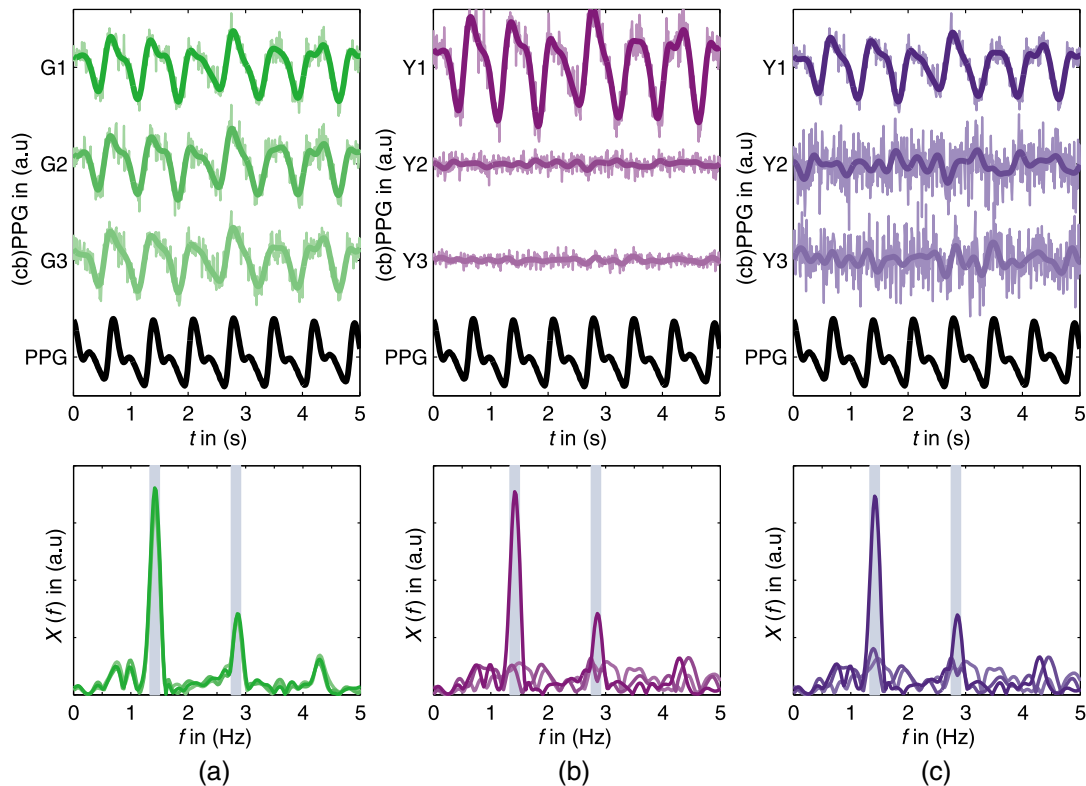 (cb)PPG in (a.u)
G1
G2
G3
PPG
0 1 2 3 4 5
t in (s)
(cb)PPG in (a.u)
Y1
Y2
Y3
PPG
0 1 2 3 4 5
t in (s)
(cb)PPG in (a.u)
Y1
Y2
Y3
PPG
0 1 2 3 4 5
t in (s)
X (f) in (a.u)
0 1 2 3 4 5
f in (Hz)
(a)
X (f) in (a.u)
0 1 2 3 4 5
f in (Hz)
(b)
X (f) in (a.u)
0 1 2 3 4 5
f in (Hz)
(c)